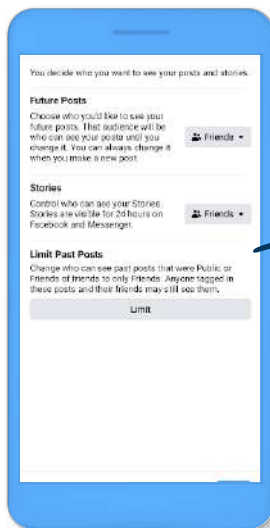 You decide who you want to see your posts and stories.
Future Posts
Choose who you'd like to see your
future posts. That audience will be
who can see your posts until you
change it. You can always change it
when you make a new post.
Friends
Stories
Control who can see your Stories.
Stories are visible for 24 hours on
Facebook and Messenger.
Friends
Limit Past Posts
Change who can see past posts that were Public or
Friends of friends to only Friends. Anyone tagged in
these posts and their friends may still see them.
Limit